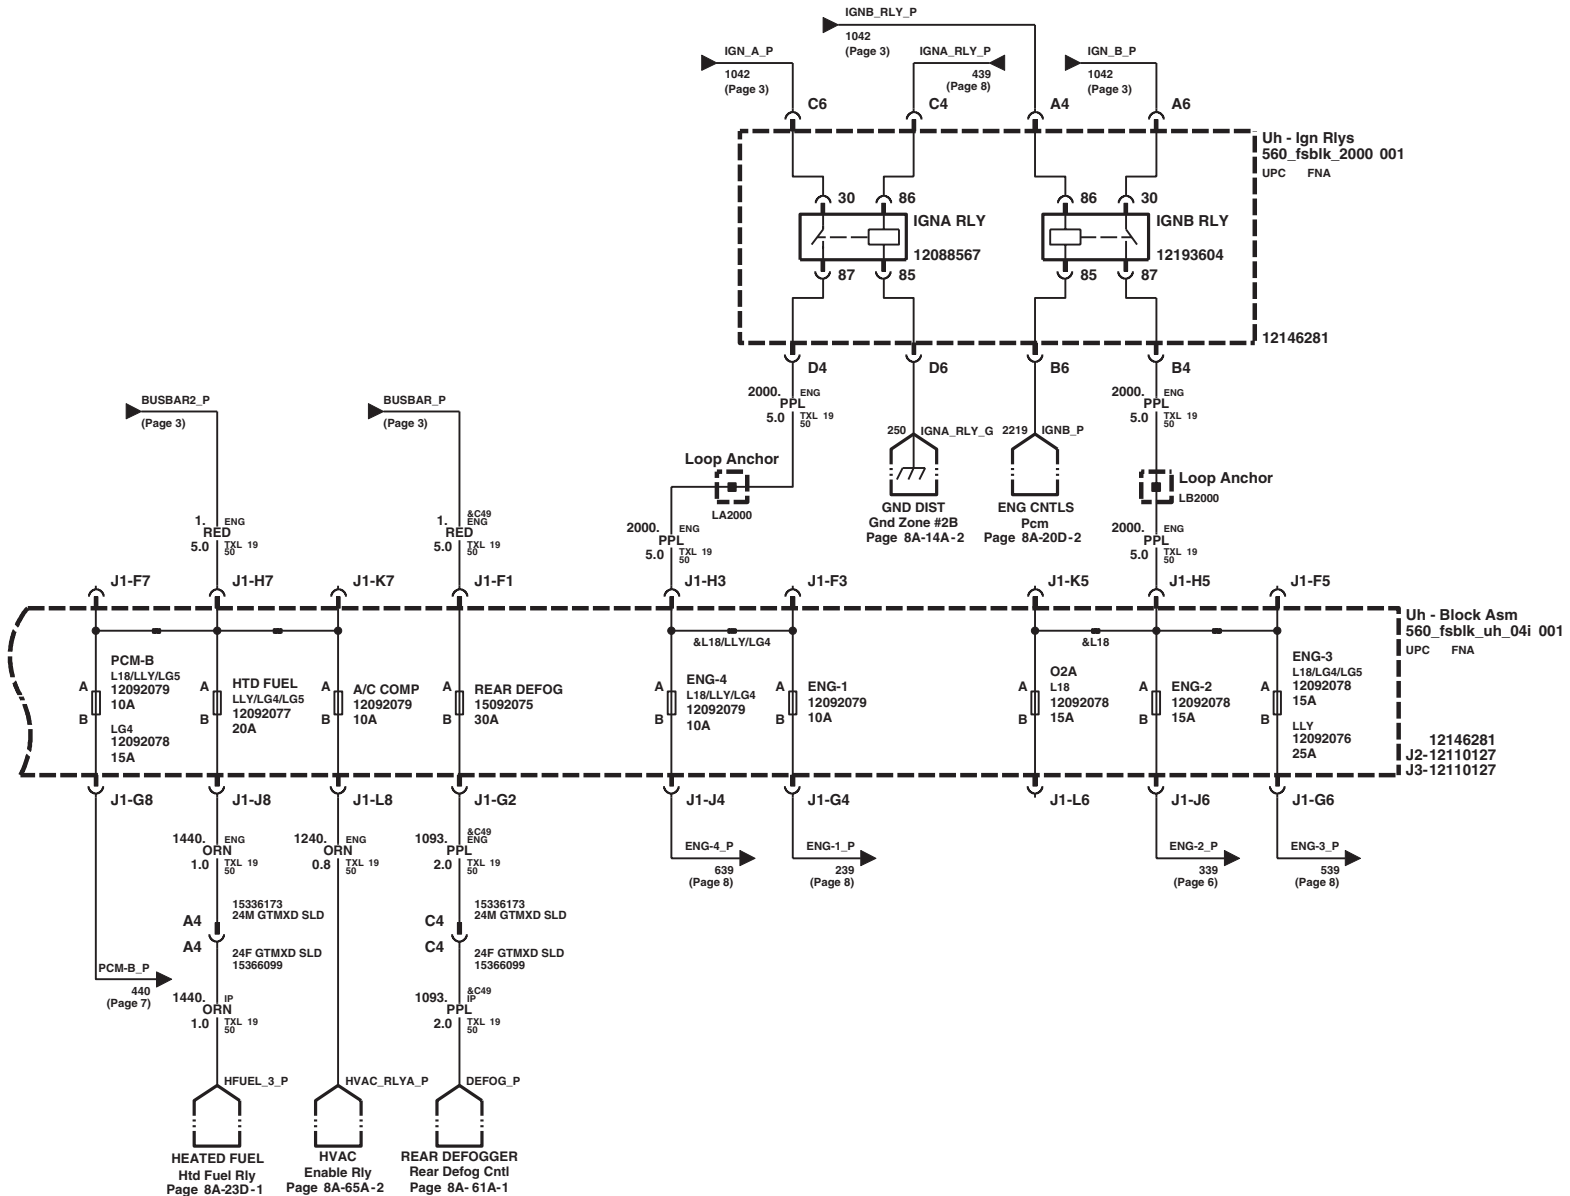 IGNB_RLY_P
1042
(Page 3)
IGN_A_P
1042
(Page 3)
IGNA_RLY_P
439
(Page 8)
IGN_B_P
1042
(Page 3)
C6
C4
A4
A6
Uh - Ign Rlys
560_fsblk_2000 001
UPC FNA
30
86
86
30
IGNA RLY
12088567
IGNB RLY
12193604
87
85
85
87
12146281
D4
D6
B6
B4
2000. ENG
PPL
5.0 TXL 19
50
2000. ENG
PPL
5.0 TXL 19
50
250 IGNA_RLY_G
GND DIST
Gnd Zone #2B
Page 8A-14A-2
2219 IGNB_P
ENG CNTLS
Pcm
Page 8A-20D-2
BUSBAR2_P
(Page 3)
BUSBAR_P
(Page 3)
Loop Anchor
LA2000
Loop Anchor
LB2000
1. ENG
RED
5.0 TXL 19
50
&C49
1. ENG
RED
5.0 TXL 19
50
2000. ENG
PPL
5.0 TXL 19
50
2000. ENG
PPL
5.0 TXL 19
50
J1-F7
J1-H7
J1-K7
J1-F1
J1-H3
J1-F3
J1-K5
J1-H5
J1-F5
Uh - Block Asm
560_fsblk_uh_04i 001
UPC FNA
&L18/LLY/LG4
&L18
A
B
PCM-B
L18/LLY/LG5
12092079
10A
LG4
12092078
15A
A
B
HTD FUEL
LLY/LG4/LG5
12092077
20A
A
B
A/C COMP
12092079
10A
A
B
REAR DEFOG
15092075
30A
A
B
ENG-4
L18/LLY/LG4
12092079
10A
A
B
ENG-1
12092079
10A
A
B
O2A
L18
12092078
15A
A
B
ENG-2
12092078
15A
A
B
ENG-3
L18/LG4/LG5
12092078
15A
LLY
12092076
25A
12146281
J2-12110127
J3-12110127
J1-G8
J1-J8
J1-L8
J1-G2
J1-J4
J1-G4
J1-L6
J1-J6
J1-G6
1440. ENG
ORN
1.0 TXL 19
50
1240. ENG
ORN
0.8 TXL 19
50
&C49
1093. ENG
PPL
2.0 TXL 19
50
ENG-4_P
639
(Page 8)
ENG-1_P
239
(Page 8)
ENG-2_P
339
(Page 6)
ENG-3_P
539
(Page 8)
15336173
24M GTMXD SLD
A4
A4
24F GTMXD SLD
15366099
15336173
24M GTMXD SLD
C4
C4
24F GTMXD SLD
15366099
PCM-B_P
440
(Page 7)
1440. IP
ORN
1.0 TXL 19
50
&C49
1093. IP
PPL
2.0 TXL 19
50
HFUEL_3_P
HEATED FUEL
Htd Fuel Rly
Page 8A-23D-1
HVAC_RLYA_P
HVAC
Enable Rly
Page 8A-65A-2
DEFOG_P
REAR DEFOGGER
Rear Defog Cntl
Page 8A- 61A-1